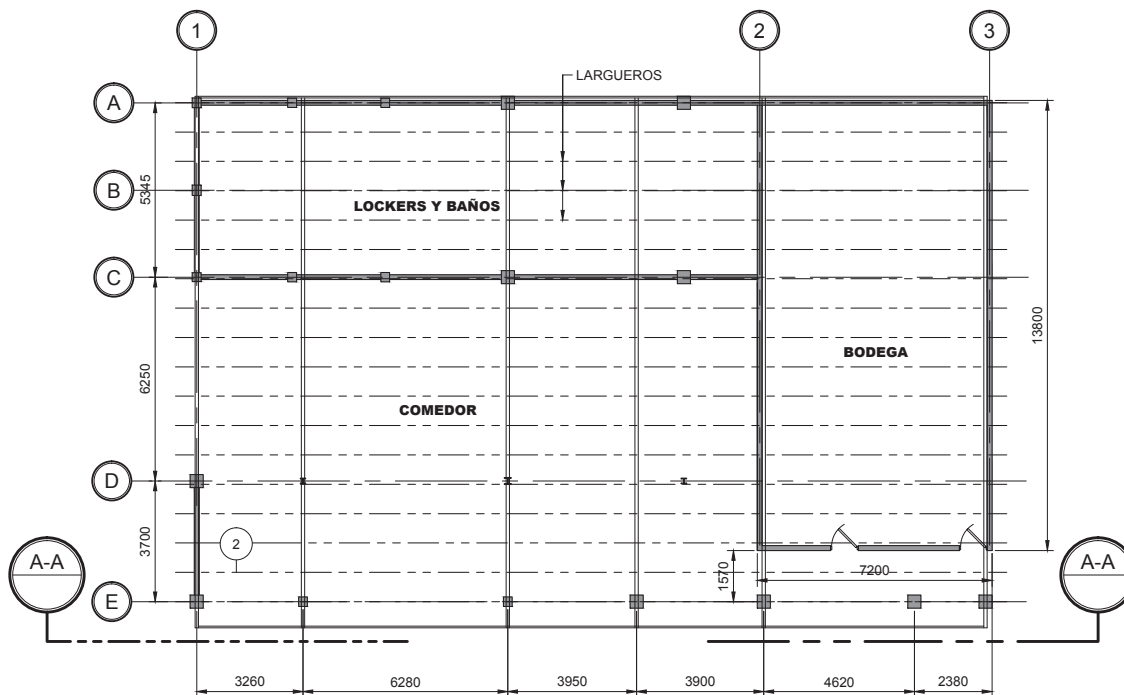 1
2
3
LARGUEROS
A
B
5345
LOCKERS Y BAÑOS
C
13800
BODEGA
6250
COMEDOR
D
3700
2
A-A
A-A
1570
7200
E
3260
6280
3950
3900
4620
2380